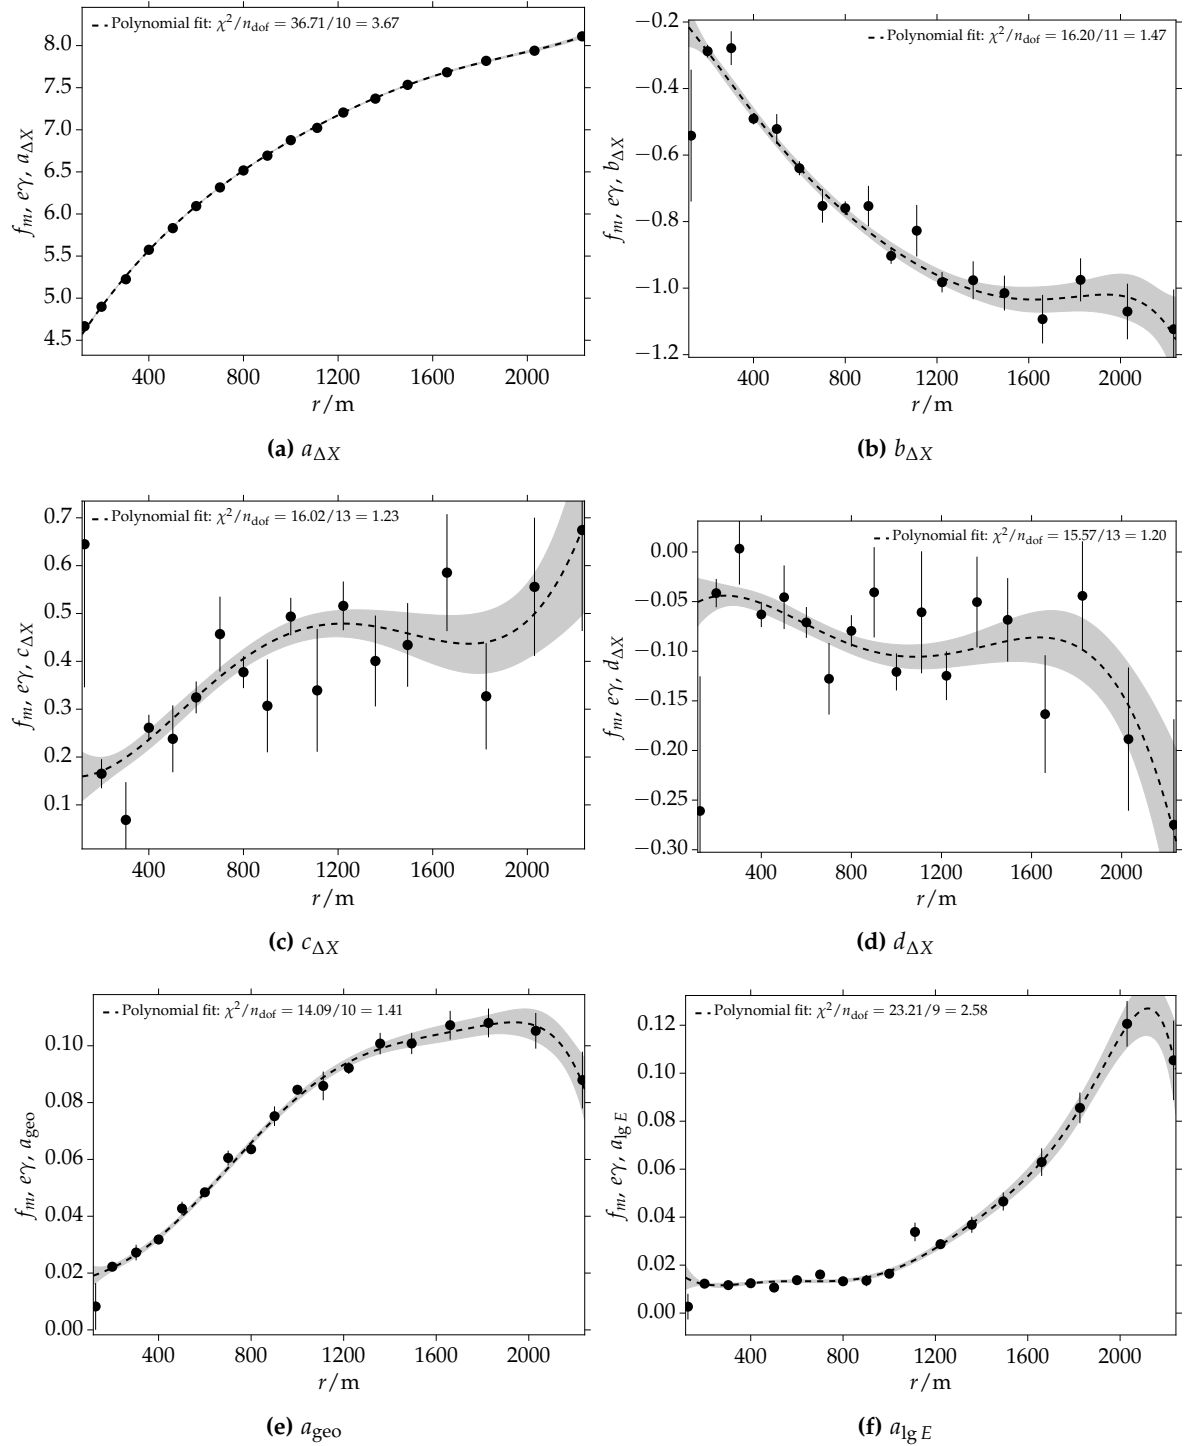 Polynomial fit: χ²/n_dof = 36.71/10 = 3.67
8.0
7.5
7.0
6.5
6.0
5.5
5.0
4.5
f_m, eγ, a_ΔX
400 800 1200 1600 2000
r/m
(a) a_ΔX
Polynomial fit: χ²/n_dof = 16.20/11 = 1.47
−0.2
−0.4
−0.6
−0.8
−1.0
−1.2
f_m, eγ, b_ΔX
400 800 1200 1600 2000
r/m
(b) b_ΔX
Polynomial fit: χ²/n_dof = 16.02/13 = 1.23
0.7
0.6
0.5
0.4
0.3
0.2
0.1
f_m, eγ, c_ΔX
400 800 1200 1600 2000
r/m
(c) c_ΔX
Polynomial fit: χ²/n_dof = 15.57/13 = 1.20
0.00
−0.05
−0.10
−0.15
−0.20
−0.25
−0.30
f_m, eγ, d_ΔX
400 800 1200 1600 2000
r/m
(d) d_ΔX
Polynomial fit: χ²/n_dof = 14.09/10 = 1.41
0.10
0.08
0.06
0.04
0.02
0.00
f_m, eγ, a_geo
400 800 1200 1600 2000
r/m
(e) a_geo
Polynomial fit: χ²/n_dof = 23.21/9 = 2.58
0.12
0.10
0.08
0.06
0.04
0.02
0.00
f_m, eγ, a_lg E
400 800 1200 1600 2000
r/m
(f) a_lg E